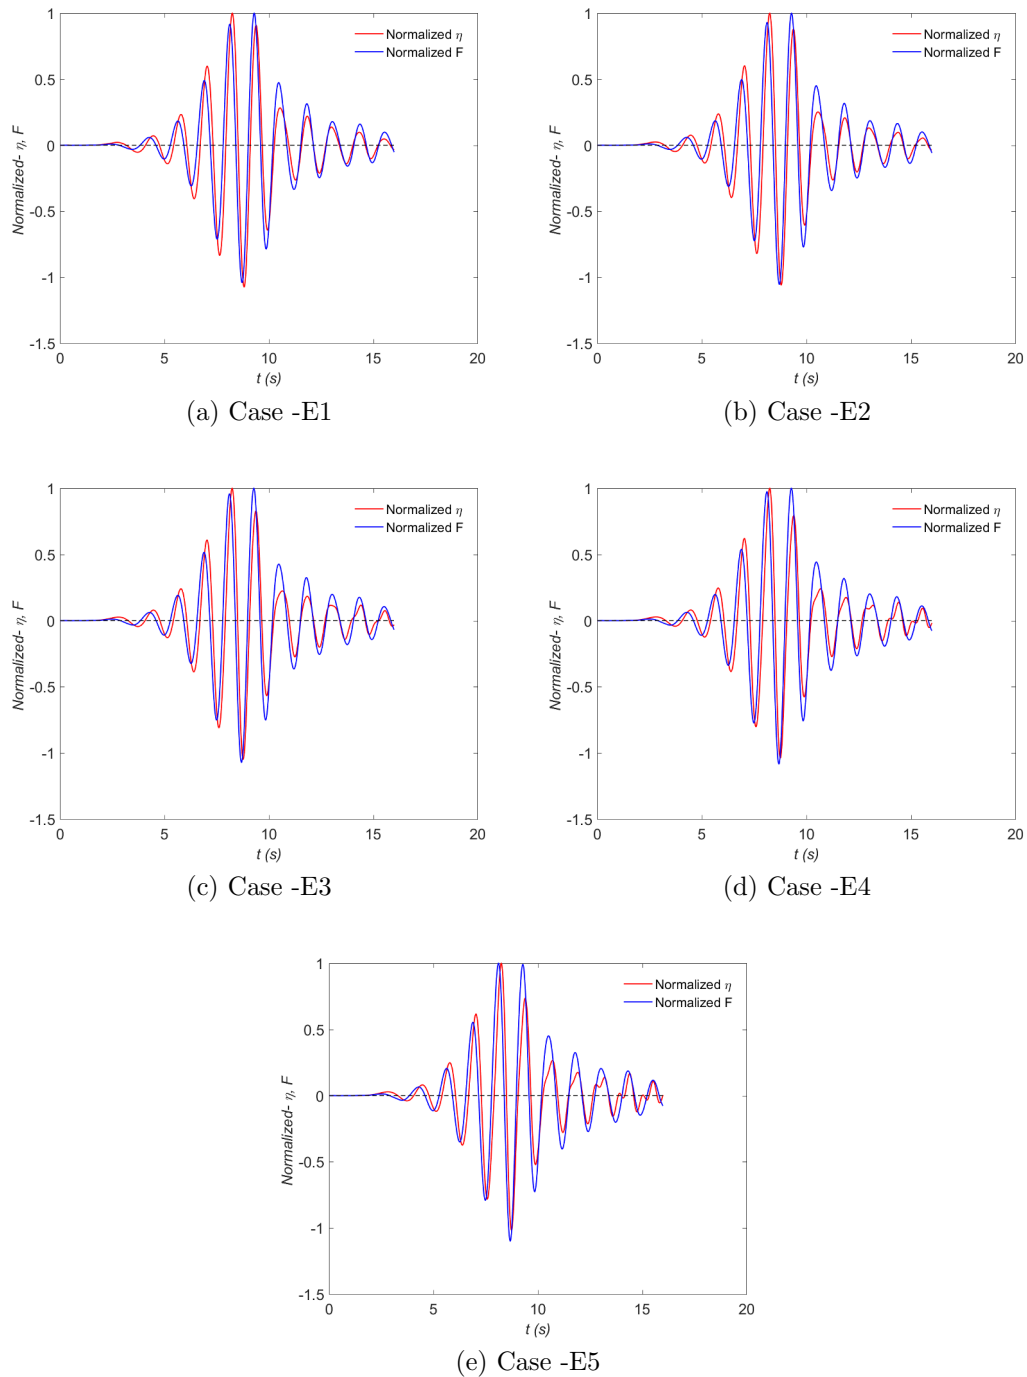 1
0.5
0
-0.5
-1
-1.5
Normalized- η, F
Normalized η
Normalized F
0 5 10 15 20
t (s)
(a) Case -E1
1
0.5
0
-0.5
-1
-1.5
Normalized- η, F
Normalized η
Normalized F
0 5 10 15 20
t (s)
(b) Case -E2
1
0.5
0
-0.5
-1
-1.5
Normalized- η, F
Normalized η
Normalized F
0 5 10 15 20
t (s)
(c) Case -E3
1
0.5
0
-0.5
-1
-1.5
Normalized- η, F
Normalized η
Normalized F
0 5 10 15 20
t (s)
(d) Case -E4
1
0.5
0
-0.5
-1
-1.5
Normalized- η, F
Normalized η
Normalized F
0 5 10 15 20
t (s)
(e) Case -E5